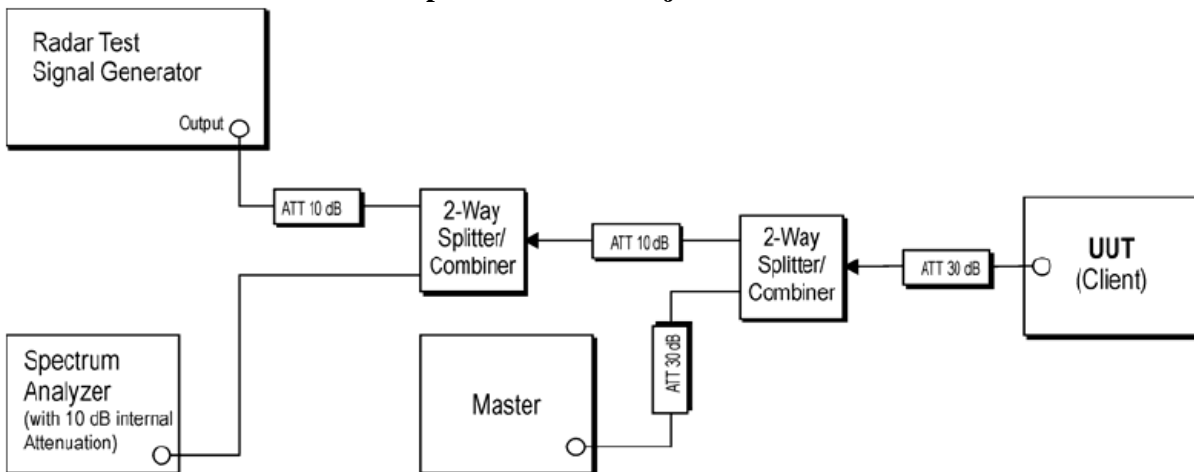 Radar Test
Signal Generator
Output
ATT 10 dB
2-Way
Splitter/
Combiner
ATT 10 dB
2-Way
Splitter/
Combiner
ATT 30 dB
UUT
(Client)
Spectrum
Analyzer
(with 10 dB internal
Attenuation)
Master
ATT 30 dB